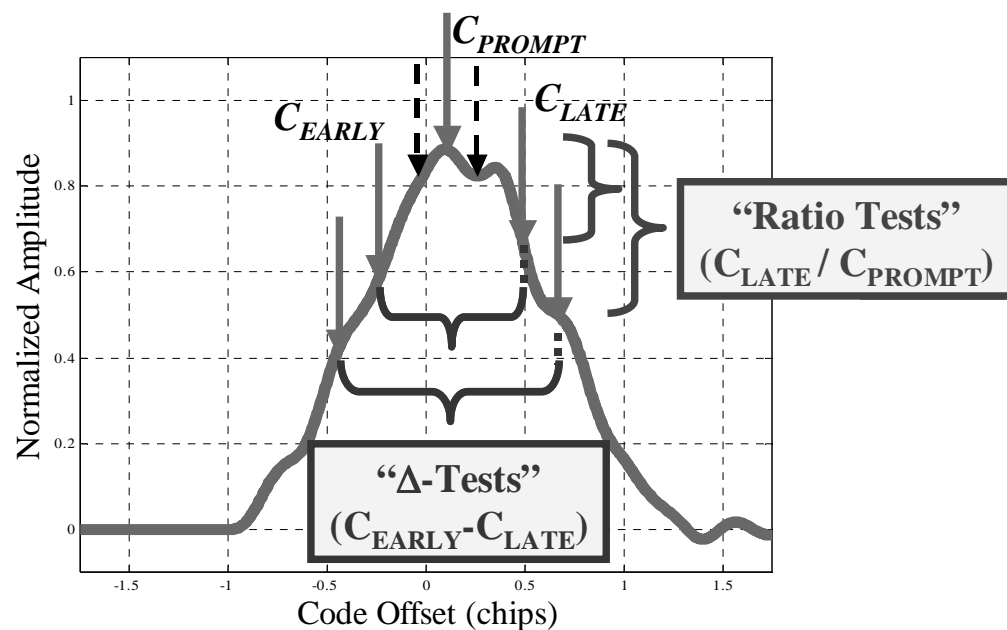 C_PROMPT
C_LATE
C_EARLY
1
0.8
0.6
0.4
0.2
0
Normalized Amplitude
“Ratio Tests”
(C_LATE / C_PROMPT)
“Δ-Tests”
(C_EARLY-C_LATE)
-1.5 -1 -0.5 0 0.5 1 1.5
Code Offset (chips)